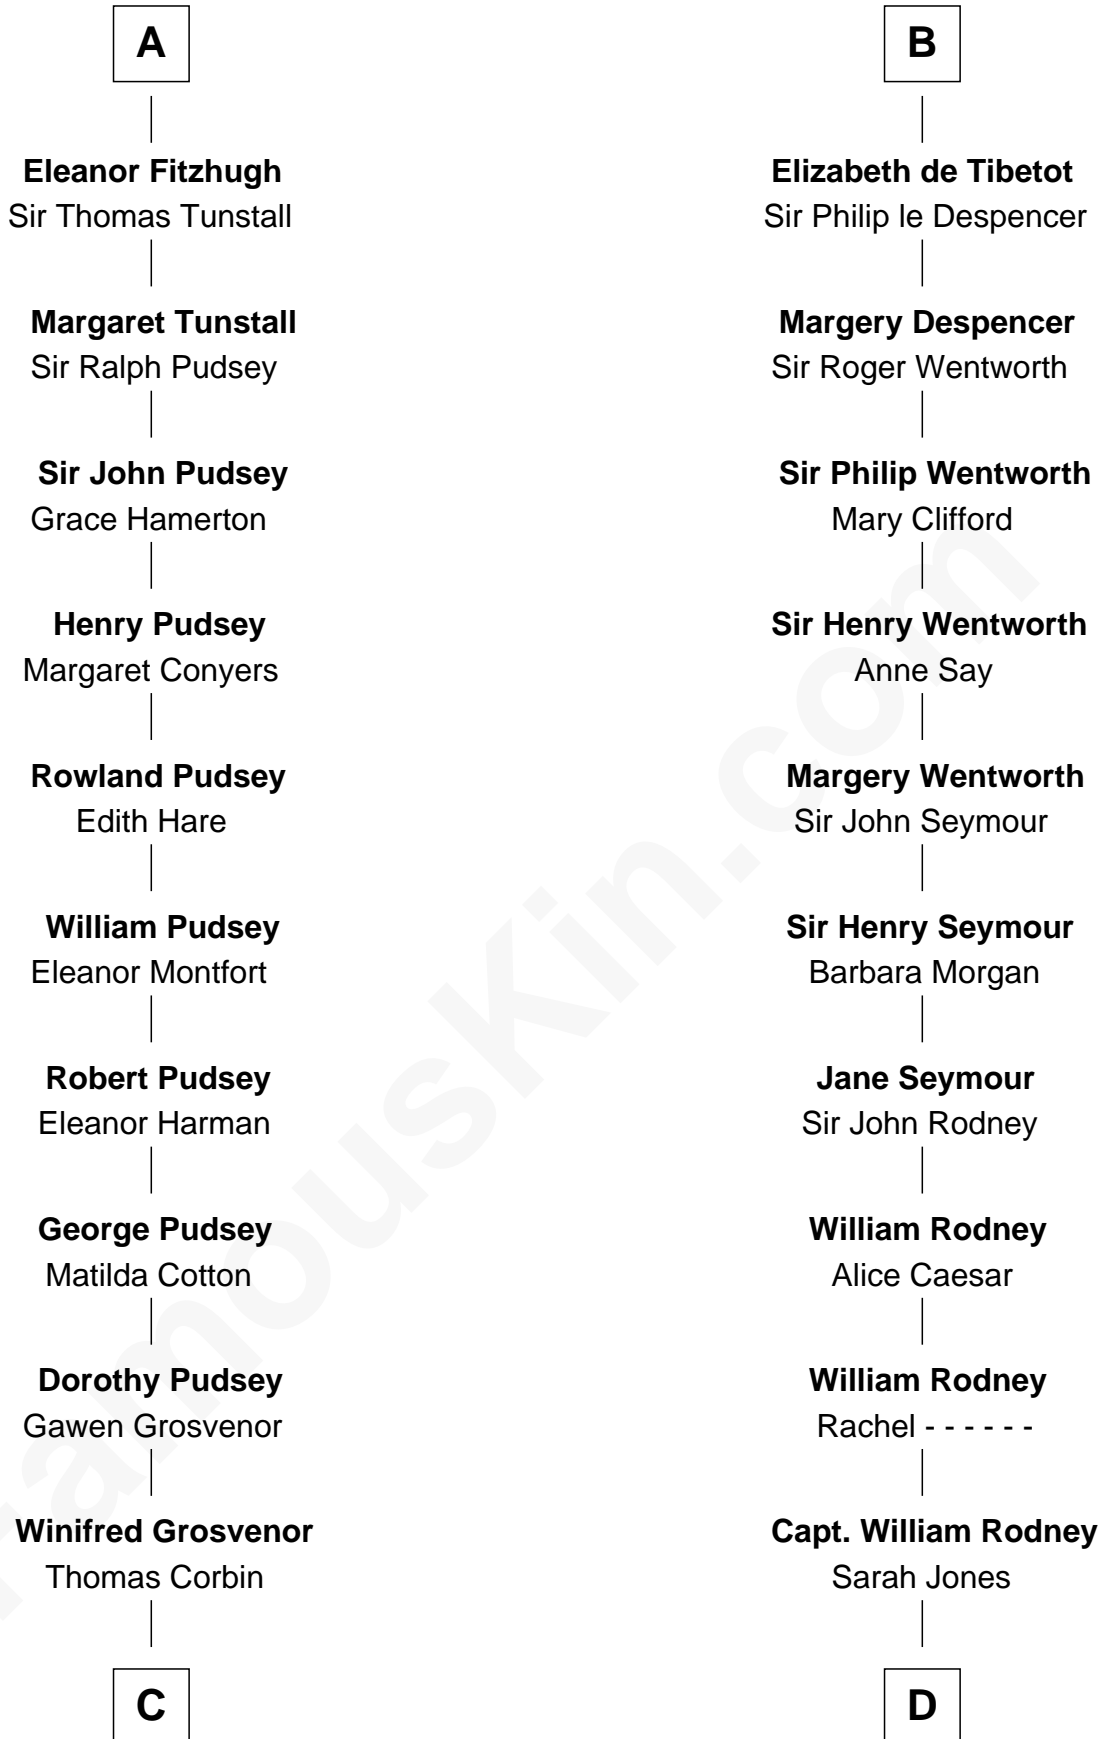 A
Eleanor Fitzhugh
Sir Thomas Tunstall
Margaret Tunstall
Sir Ralph Pudsey
Sir John Pudsey
Grace Hamerton
Henry Pudsey
Margaret Conyers
Rowland Pudsey
Edith Hare
William Pudsey
Eleanor Montfort
Robert Pudsey
Eleanor Harman
George Pudsey
Matilda Cotton
Dorothy Pudsey
Gawen Grosvenor
Winifred Grosvenor
Thomas Corbin
C
B
Elizabeth de Tibetot
Sir Philip le Despencer
Margery Despencer
Sir Roger Wentworth
Sir Philip Wentworth
Mary Clifford
Sir Henry Wentworth
Anne Say
Margery Wentworth
Sir John Seymour
Sir Henry Seymour
Barbara Morgan
Jane Seymour
Sir John Rodney
William Rodney
Alice Caesar
William Rodney
Rachel - - - - - -
Capt. William Rodney
Sarah Jones
D
FamousKin.com